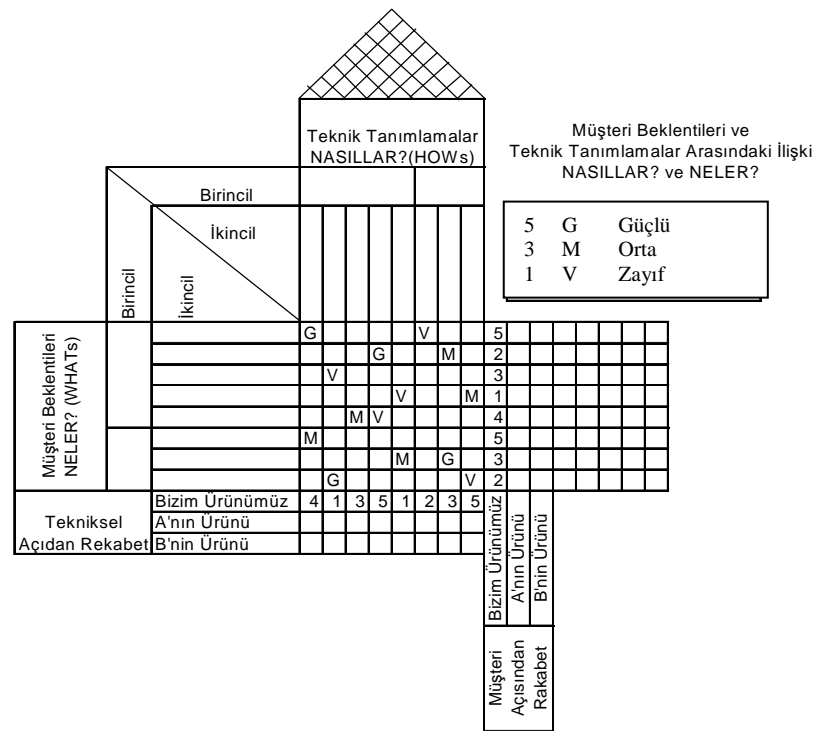 Teknik Tanımlamalar
NASILLAR?(HOWs)
Müşteri Beklentileri ve
Teknik Tanımlamalar Arasındaki İlişki
NASILLAR? ve NELER?
5 G Güçlü
3 M Orta
1 V Zayıf
Birincil
İkincil
Birincil
İkincil
Müşteri Beklentileri
NELER? (WHATs)
G V 5
G M 2
V 3
V M 1
M V 4
M 5
M G 3
G V 2
Tekniksel
Açıdan Rekabet
Bizim Ürünümüz 4 1 3 5 1 2 3 5
A'nın Ürünü
B'nin Ürünü
Bizim Ürünümüz
A'nın Ürünü
B'nin Ürünü
Müşteri
Açısından
Rakabet